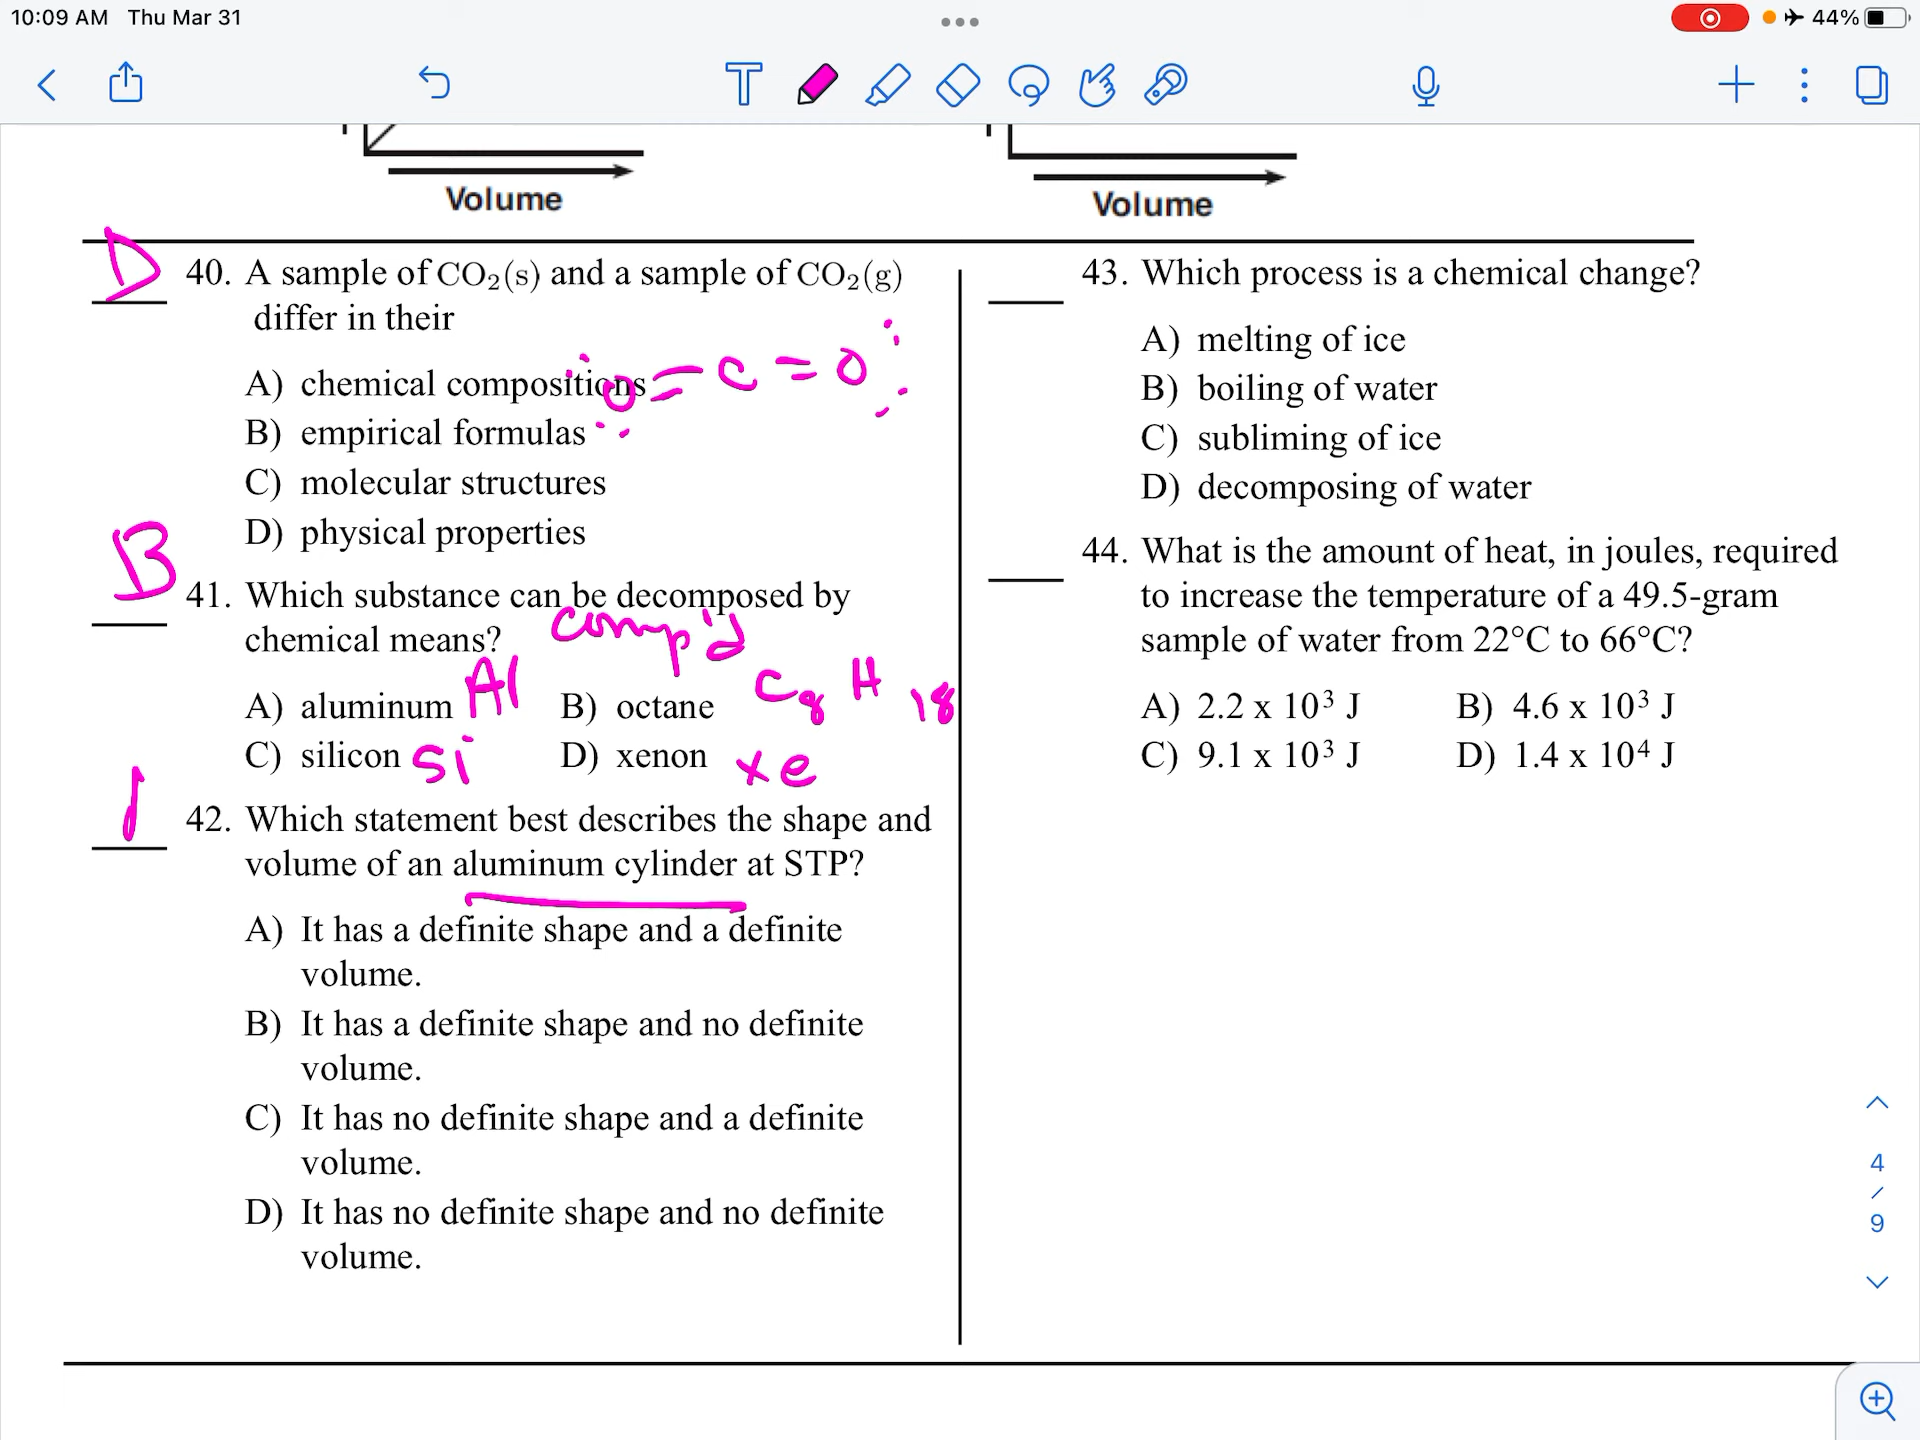 10:09 AM Thu Mar 31
44%
Volume
Volume
D
40. A sample of CO₂(s) and a sample of CO₂(g)
differ in their
A) chemical compositions
O = C = O
B) empirical formulas
C) molecular structures
D) physical properties
B
41. Which substance can be decomposed by
chemical means?
comp'd
A) aluminum Al B) octane C₈H₁₈
C) silicon Si D) xenon Xe
42. Which statement best describes the shape and
volume of an aluminum cylinder at STP?
A) It has a definite shape and a definite
volume.
B) It has a definite shape and no definite
volume.
C) It has no definite shape and a definite
volume.
D) It has no definite shape and no definite
volume.
43. Which process is a chemical change?
A) melting of ice
B) boiling of water
C) subliming of ice
D) decomposing of water
44. What is the amount of heat, in joules, required
to increase the temperature of a 49.5-gram
sample of water from 22°C to 66°C?
A) 2.2 x 10³ J B) 4.6 x 10³ J
C) 9.1 x 10³ J D) 1.4 x 10⁴ J
4
/
9